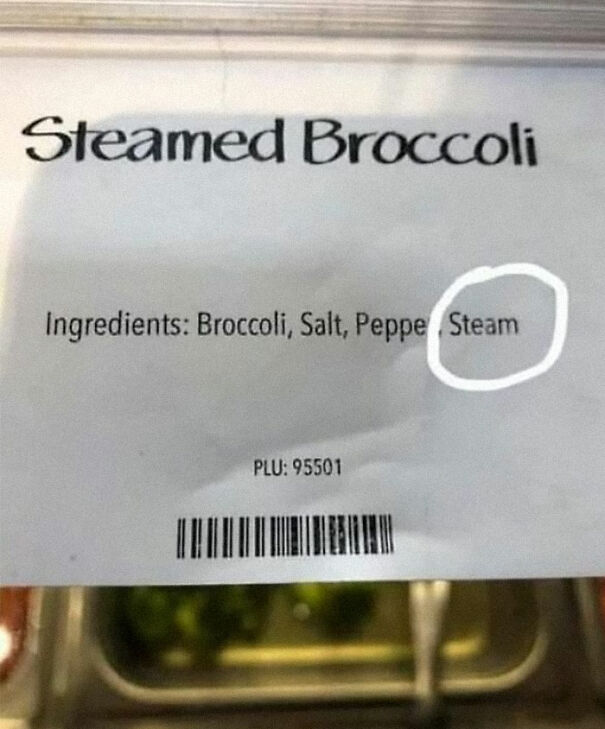 Steamed Broccoli
Ingredients: Broccoli, Salt, Peppe , Steam
PLU: 95501